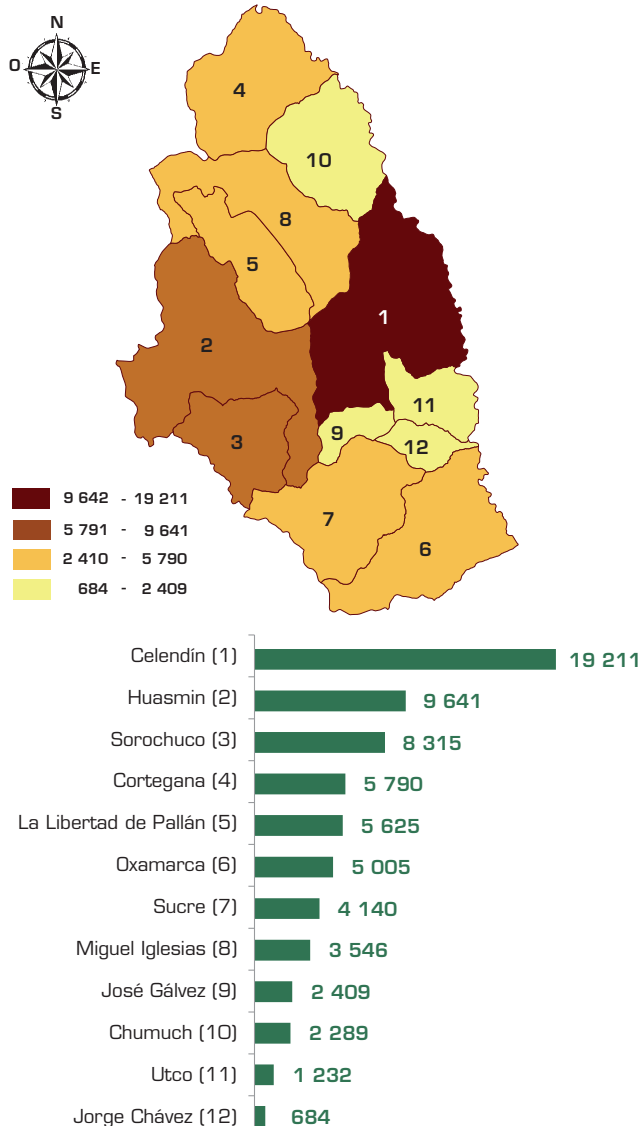 N
O E
S
4
10
8
5
1
2
11
9
3
12
7
6
9 642 - 19 211
5 791 - 9 641
2 410 - 5 790
684 - 2 409
Celendín (1) 19 211
Huasmin (2) 9 641
Sorochuco (3) 8 315
Cortegana (4) 5 790
La Libertad de Pallán (5) 5 625
Oxamarca (6) 5 005
Sucre (7) 4 140
Miguel Iglesias (8) 3 546
José Gálvez (9) 2 409
Chumuch (10) 2 289
Utco (11) 1 232
Jorge Chávez (12) 684